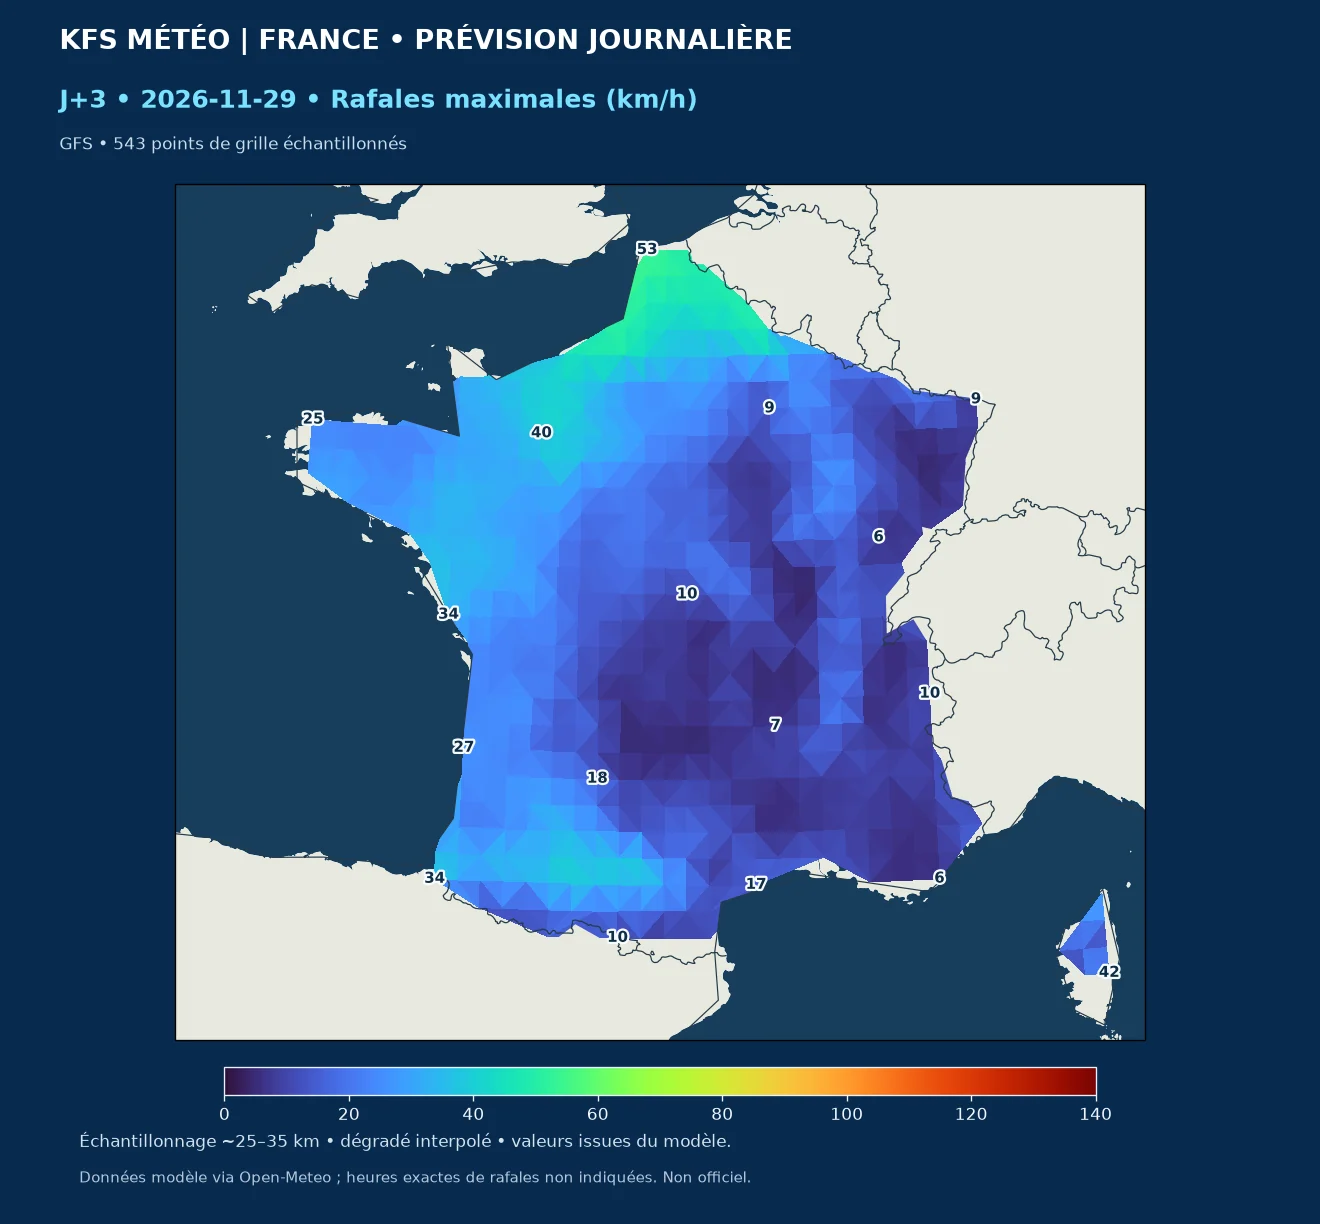 KFS MÉTÉO | FRANCE • PRÉVISION JOURNALIÈRE
J+3 • 2026-11-29 • Rafales maximales (km/h)
GFS • 543 points de grille échantillonnés
53
9
9
25
40
6
10
34
10
7
27
18
34
17
6
10
42
0 20 40 60 80 100 120 140
Échantillonnage ~25–35 km • dégradé interpolé • valeurs issues du modèle.
Données modèle via Open-Meteo ; heures exactes de rafales non indiquées. Non officiel.